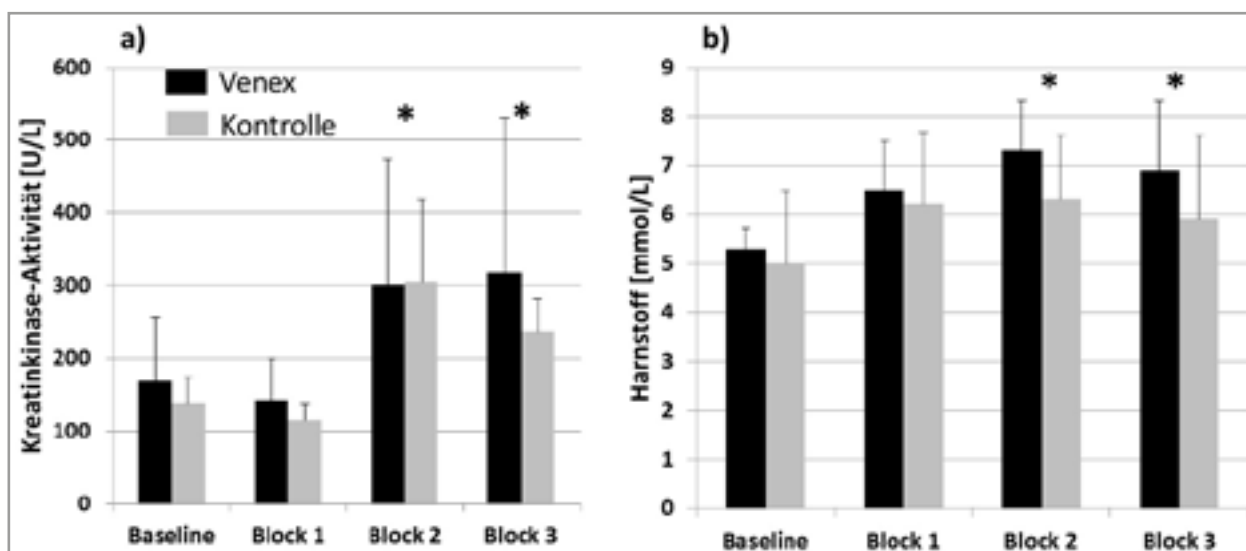 a)
600
500
400
300
200
100
0
Kreatinkinase-Aktivität [U/L]
Venex
Kontrolle
*
*
Baseline Block 1 Block 2 Block 3
b)
9
8
7
6
5
4
3
2
1
0
Harnstoff [mmol/L]
*
*
Baseline Block 1 Block 2 Block 3